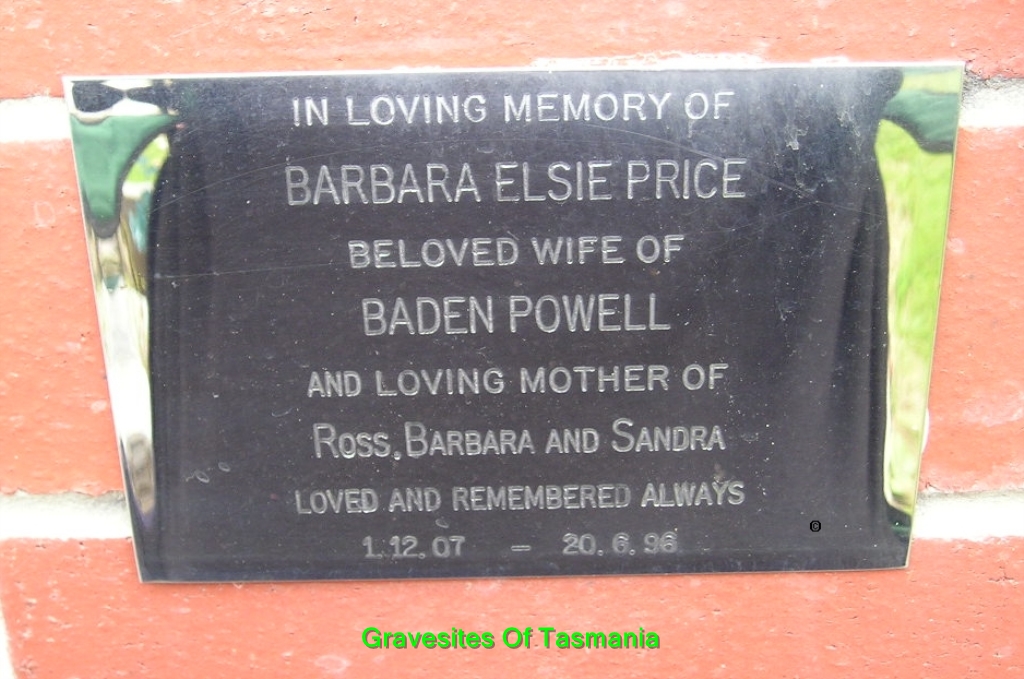 IN LOVING MEMORY OF
BARBARA ELSIE PRICE
BELOVED WIFE OF
BADEN POWELL
AND LOVING MOTHER OF
ROSS, BARBARA AND SANDRA
LOVED AND REMEMBERED ALWAYS
1.12.07 – 20.6.96
©
Gravesites Of Tasmania